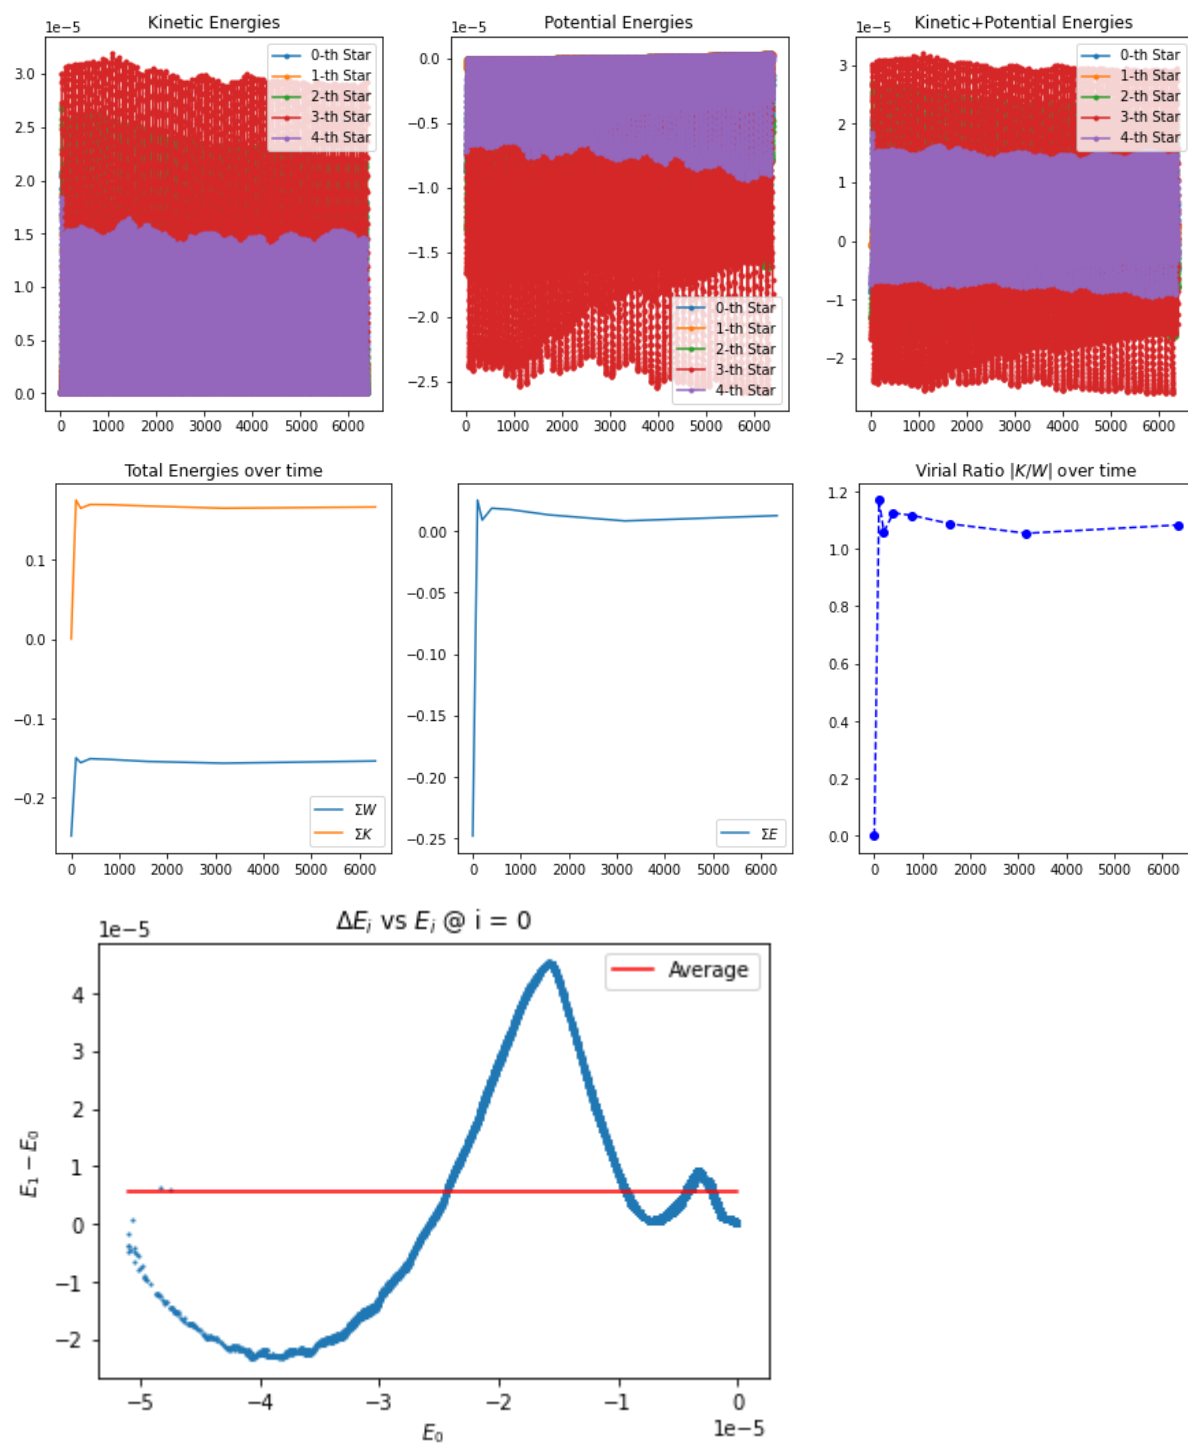 Kinetic Energies
1e−5
3.0
2.5
2.0
1.5
1.0
0.5
0.0
0 1000 2000 3000 4000 5000 6000
0-th Star
1-th Star
2-th Star
3-th Star
4-th Star
Potential Energies
1e−5
0.0
−0.5
−1.0
−1.5
−2.0
−2.5
0 1000 2000 3000 4000 5000 6000
0-th Star
1-th Star
2-th Star
3-th Star
4-th Star
Kinetic+Potential Energies
1e−5
3
2
1
0
−1
−2
0 1000 2000 3000 4000 5000 6000
0-th Star
1-th Star
2-th Star
3-th Star
4-th Star
Total Energies over time
0.1
0.0
−0.1
−0.2
0 1000 2000 3000 4000 5000 6000
ΣW
ΣK
0.00
−0.05
−0.10
−0.15
−0.20
−0.25
0 1000 2000 3000 4000 5000 6000
ΣE
Virial Ratio |K/W| over time
1.2
1.0
0.8
0.6
0.4
0.2
0.0
0 1000 2000 3000 4000 5000 6000
ΔEᵢ vs Eᵢ @ i = 0
1e−5
Average
4
3
2
1
0
−1
−2
E₁ − E₀
−5 −4 −3 −2 −1 0
1e−5
E₀